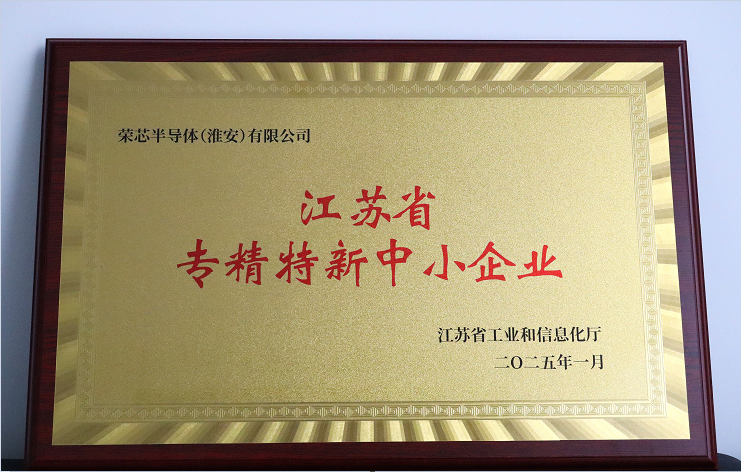 荣芯半导体(淮安)有限公司
江苏省
专精特新中小企业
江苏省工业和信息化厅
二〇二五年一月